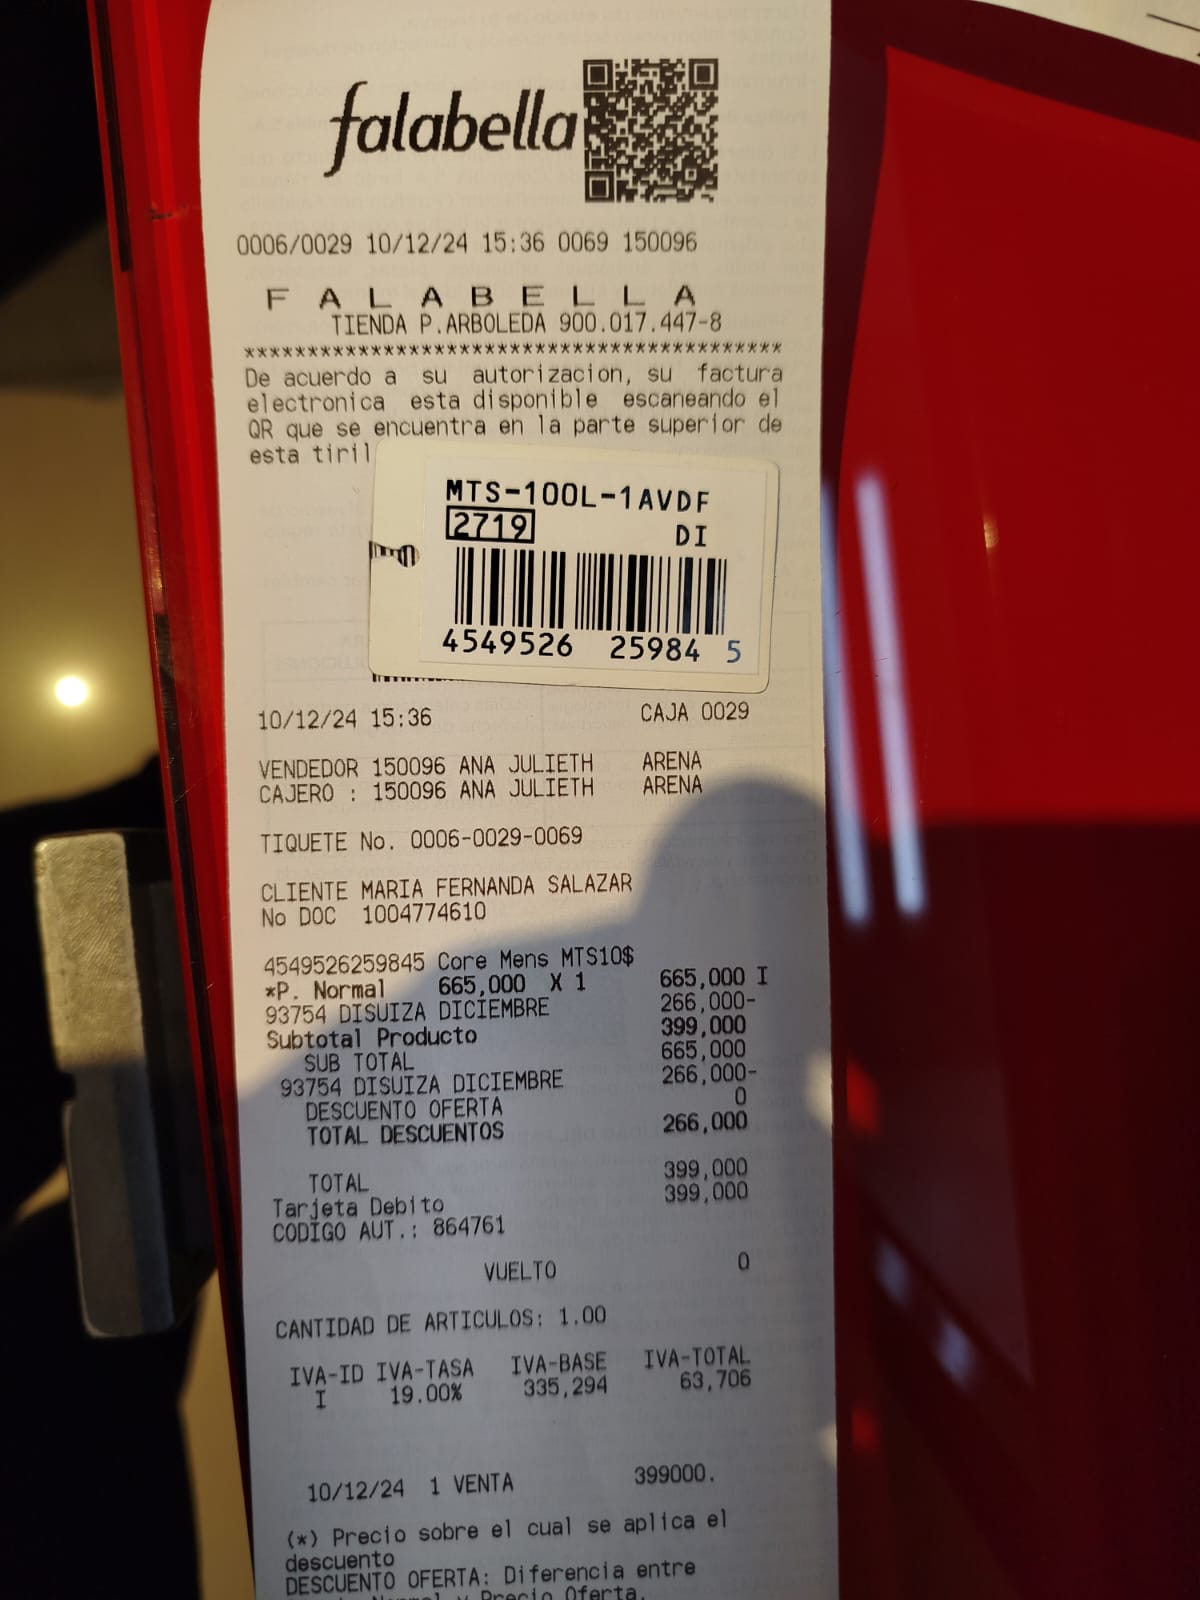 falabella
0006/0029 10/12/24 15:36 0069 150096
F A L A B E L L A
TIENDA P.ARBOLEDA 900.017.447-8
*******************************************
De acuerdo a su autorizacion, su factura
electronica esta disponible escaneando el
QR que se encuentra en la parte superior de
esta tiril
MTS-100L-1AVDF
2719 DI
4549526 25984 5
10/12/24 15:36 CAJA 0029
VENDEDOR 150096 ANA JULIETH ARENA
CAJERO : 150096 ANA JULIETH ARENA
TIQUETE No. 0006-0029-0069
CLIENTE MARIA FERNANDA SALAZAR
No DOC 1004774610
4549526259845 Core Mens MTS10$
*P. Normal 665,000 X 1 665,000 I
93754 DISUIZA DICIEMBRE 266,000-
Subtotal Producto 399,000
SUB TOTAL 665,000
93754 DISUIZA DICIEMBRE 266,000-
DESCUENTO OFERTA 0
TOTAL DESCUENTOS 266,000
TOTAL 399,000
Tarjeta Debito 399,000
CODIGO AUT.: 864761
VUELTO 0
CANTIDAD DE ARTICULOS: 1.00
IVA-ID IVA-TASA IVA-BASE IVA-TOTAL
I 19.00% 335,294 63,706
10/12/24 1 VENTA 399000.
(*) Precio sobre el cual se aplica el
descuento
DESCUENTO OFERTA: Diferencia entre
Normal y Precio Oferta.